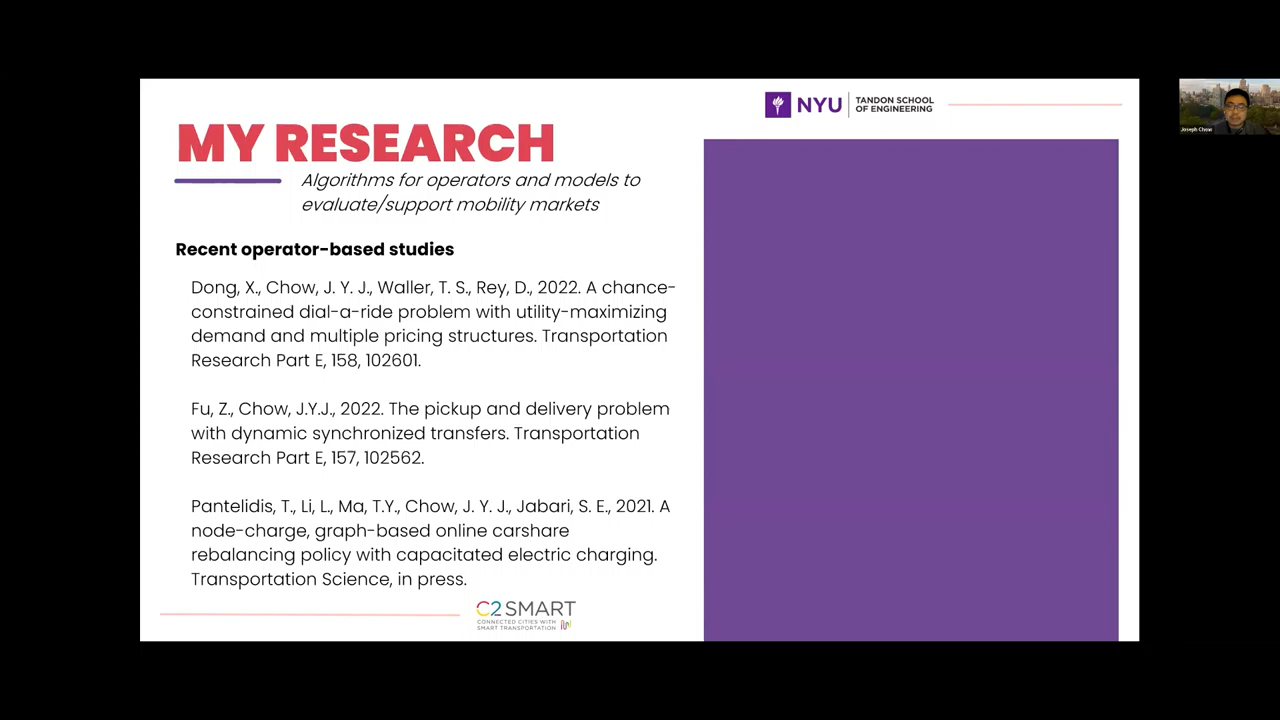 NYU TANDON SCHOOL
OF ENGINEERING
Joseph Chow
MY RESEARCH
Algorithms for operators and models to
evaluate/support mobility markets
Recent operator-based studies
Dong, X., Chow, J. Y. J., Waller, T. S., Rey, D., 2022. A chance-
constrained dial-a-ride problem with utility-maximizing
demand and multiple pricing structures. Transportation
Research Part E, 158, 102601.
Fu, Z., Chow, J.Y.J., 2022. The pickup and delivery problem
with dynamic synchronized transfers. Transportation
Research Part E, 157, 102562.
Pantelidis, T., Li, L., Ma, T.Y., Chow, J. Y. J., Jabari, S. E., 2021. A
node-charge, graph-based online carshare
rebalancing policy with capacitated electric charging.
Transportation Science, in press.
C2SMART
CONNECTED CITIES WITH
SMART TRANSPORTATION